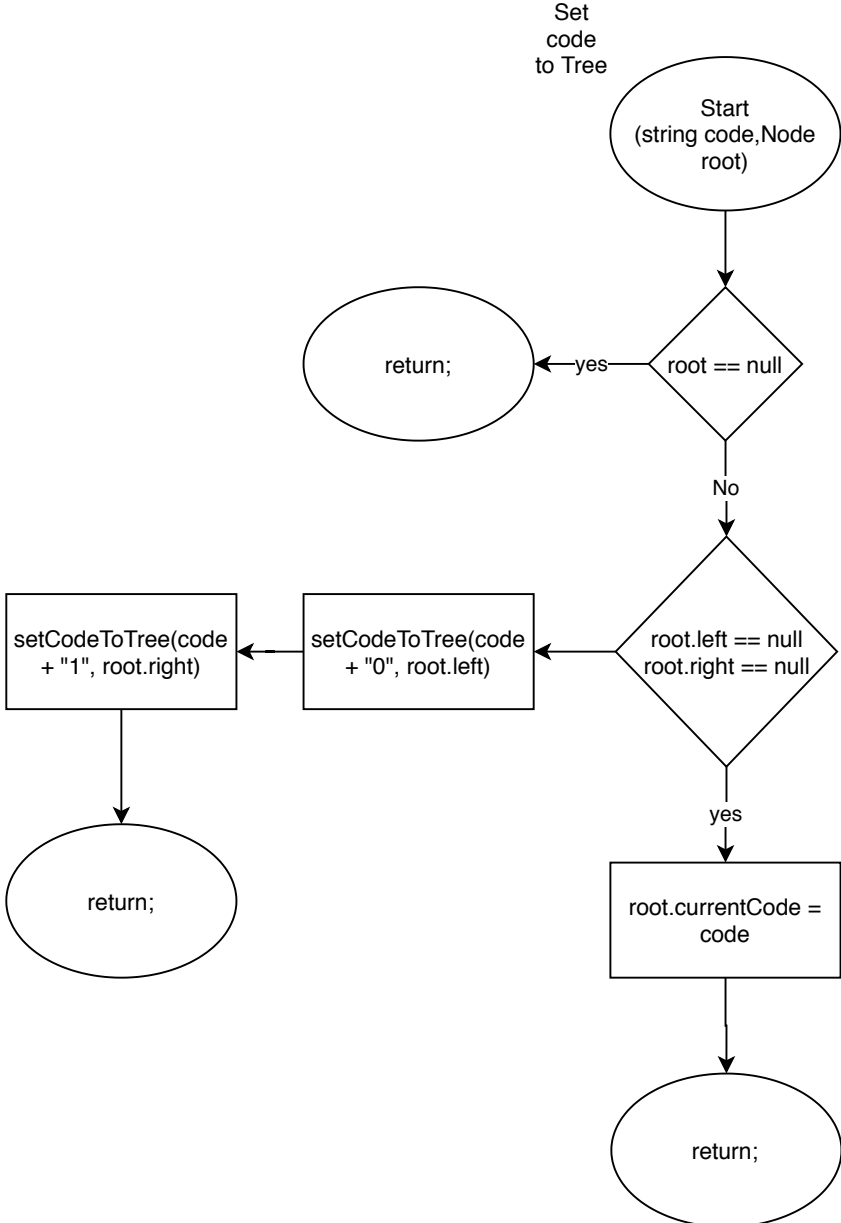 Set
code
to Tree
Start
(string code,Node
root)
return;
yes
root == null
No
setCodeToTree(code
+ "1", root.right)
setCodeToTree(code
+ "0", root.left)
root.left == null
root.right == null
yes
root.currentCode =
code
return;
return;